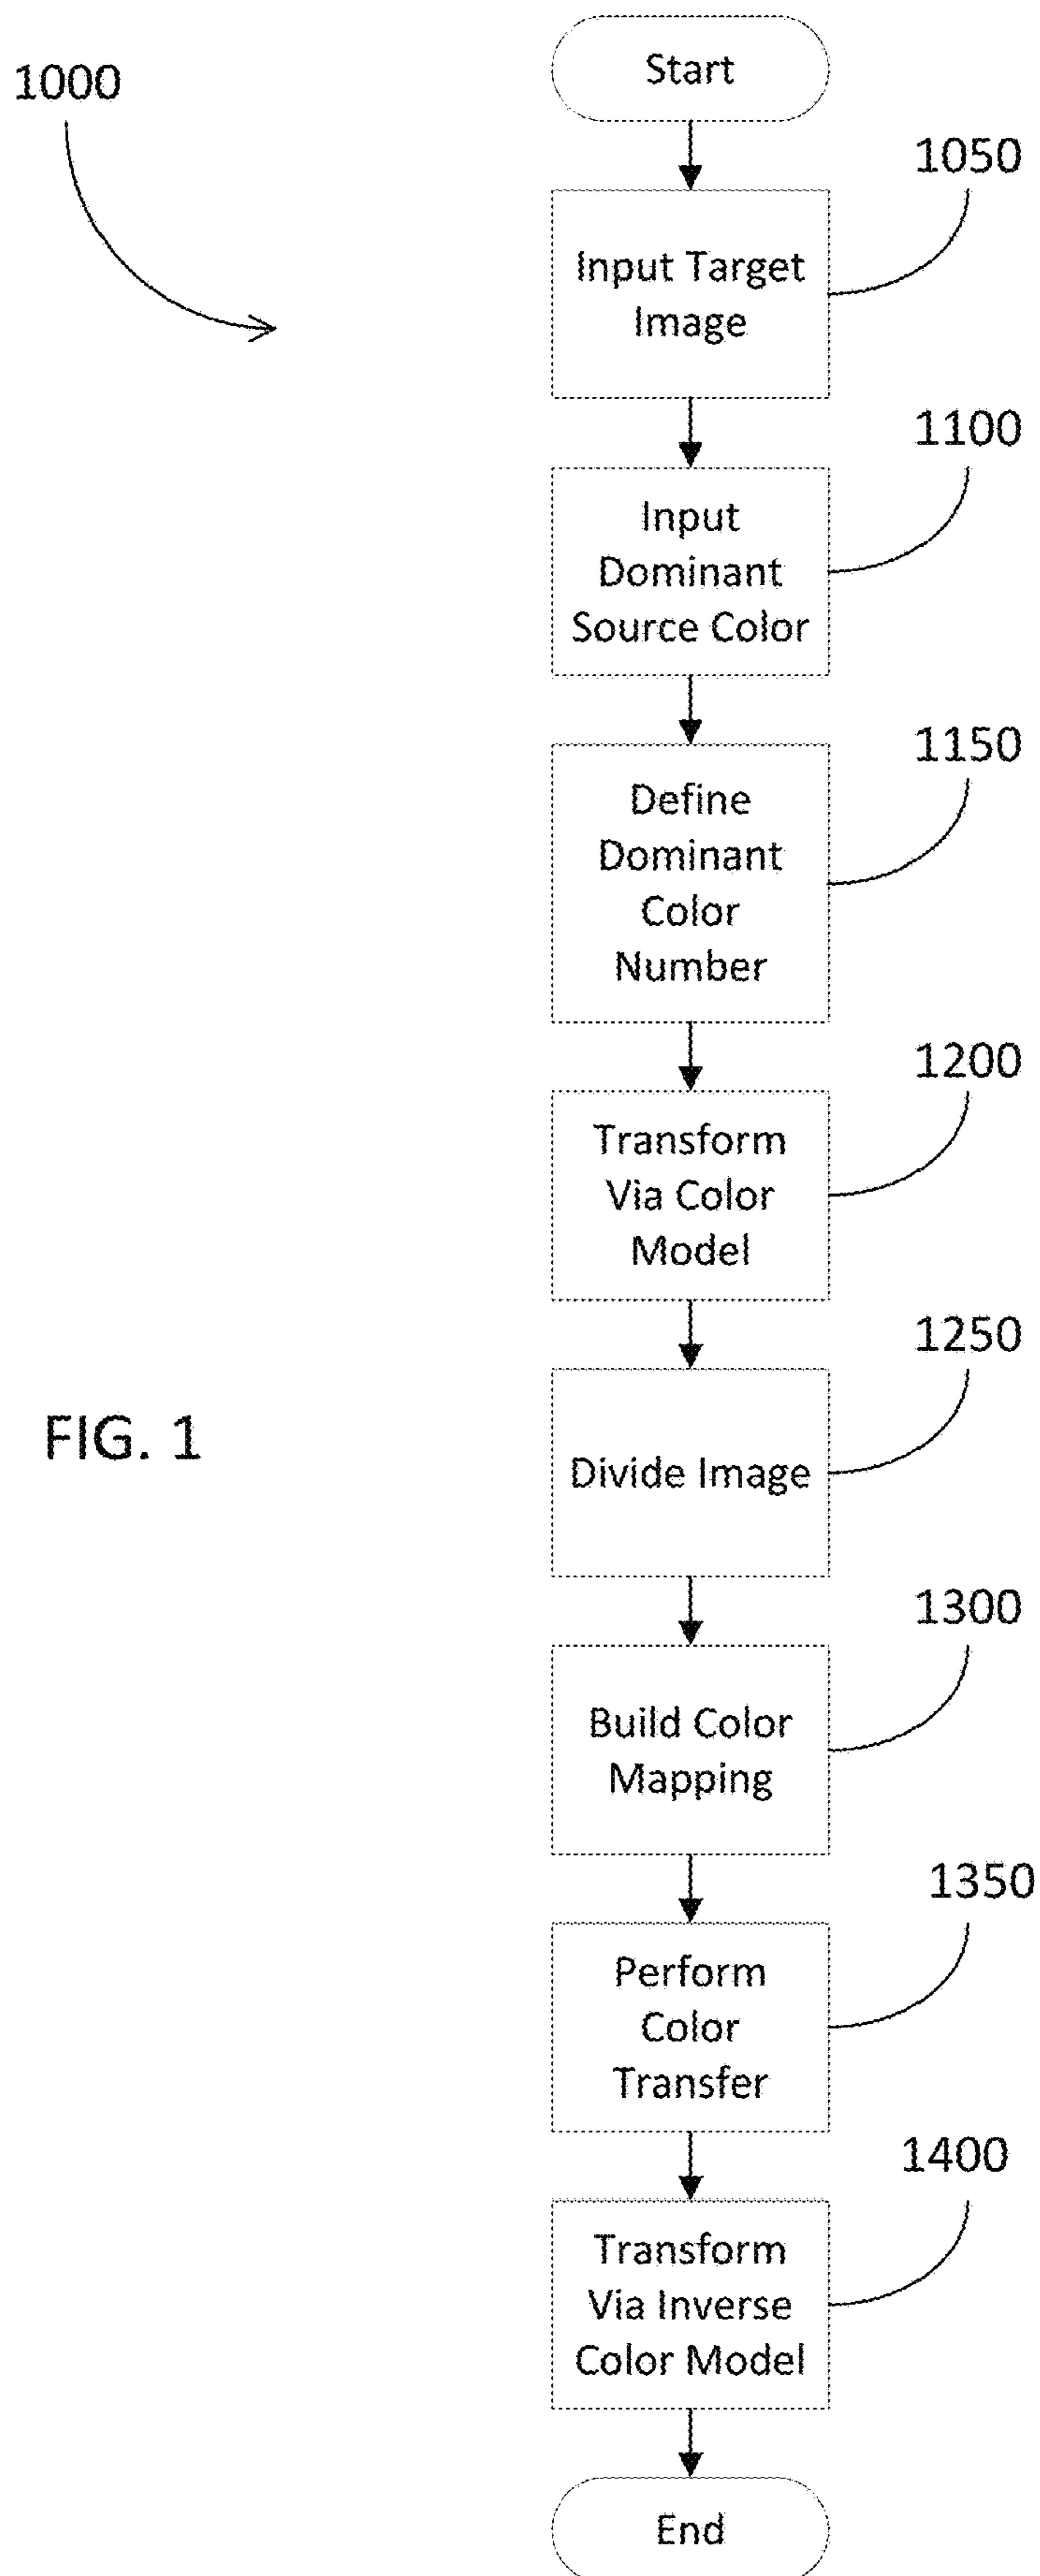 Start
1000
1050
Input Target
Image
1100
Input
Dominant
Source Color
1150
Define
Dominant
Color
Number
1200
Transform
Via Color
Model
1250
FIG. 1
Divide Image
1300
Build Color
Mapping
1350
Perform
Color
Transfer
1400
Transform
Via Inverse
Color Model
End